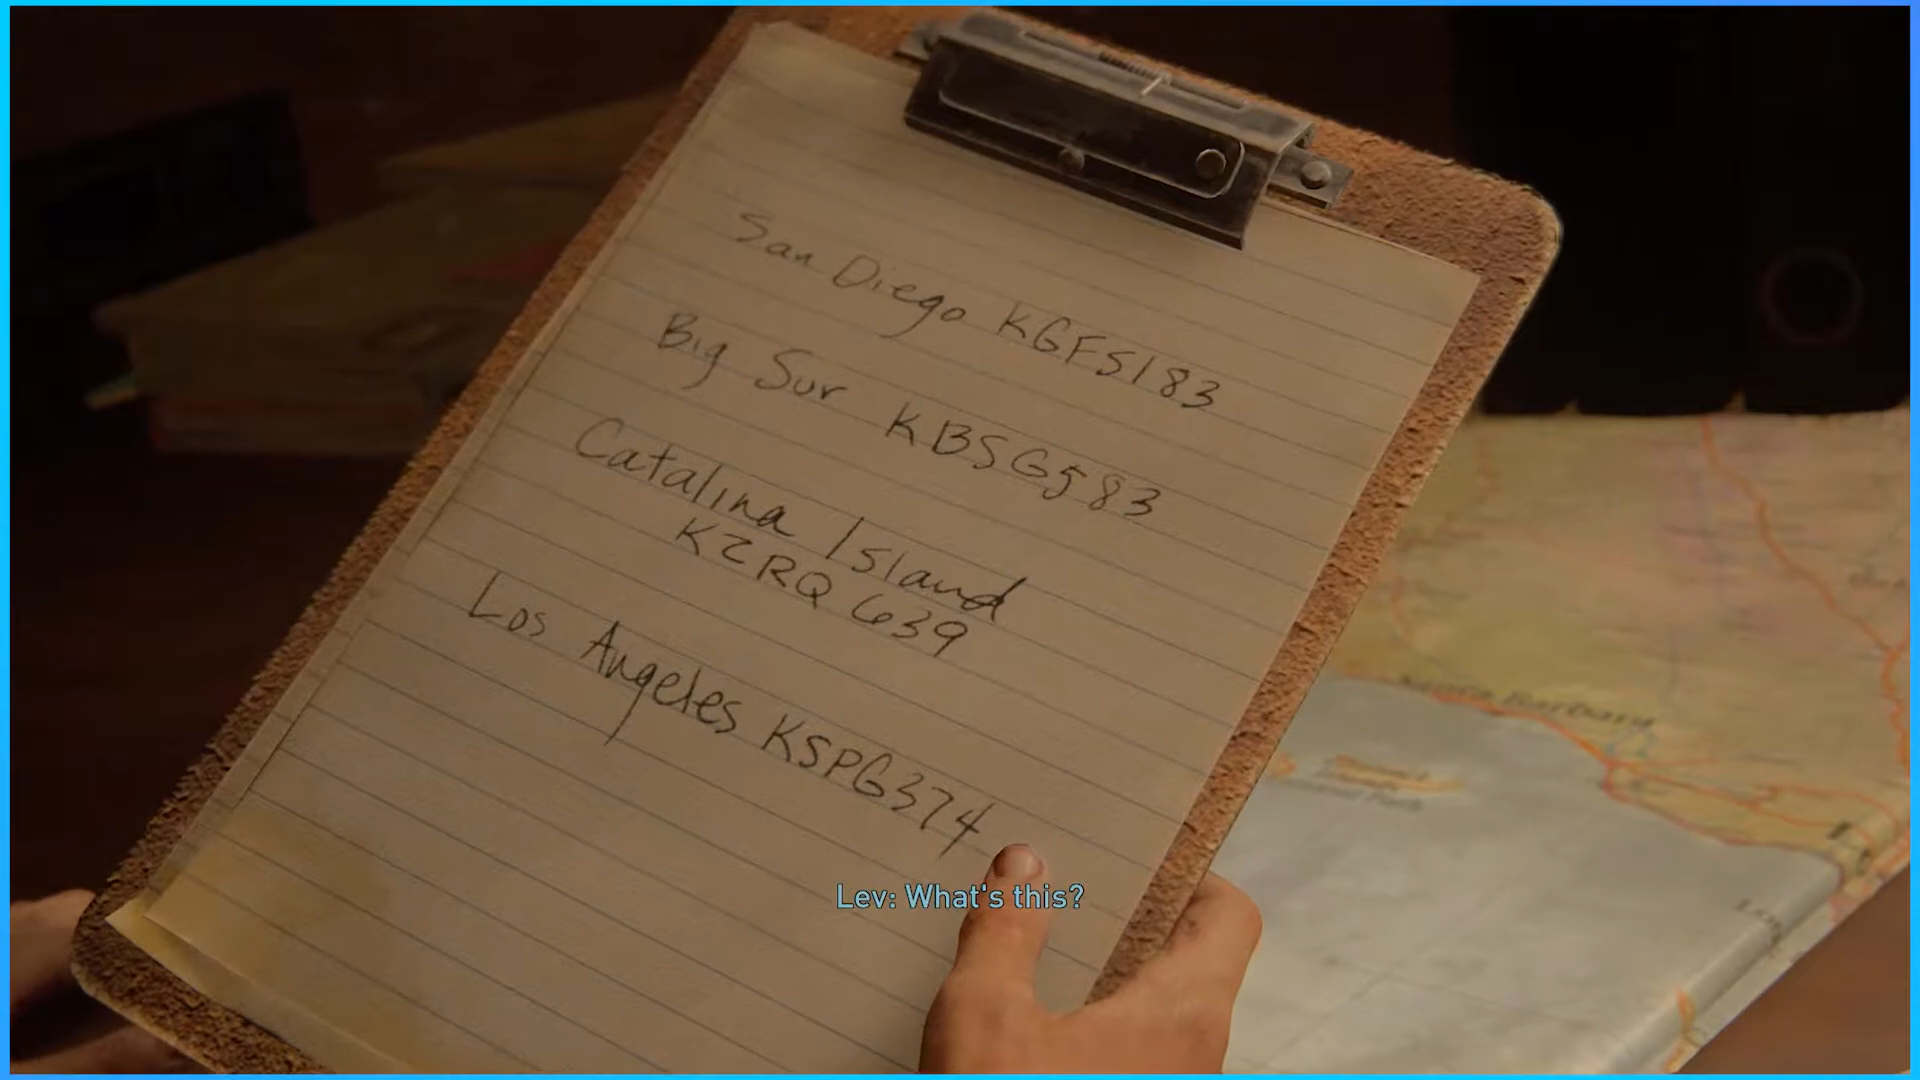 San Diego KGFS183
Big Sur KBSG583
Catalina Island
KZRQ 639
Los Angeles KSPG374
Lev: What's this?